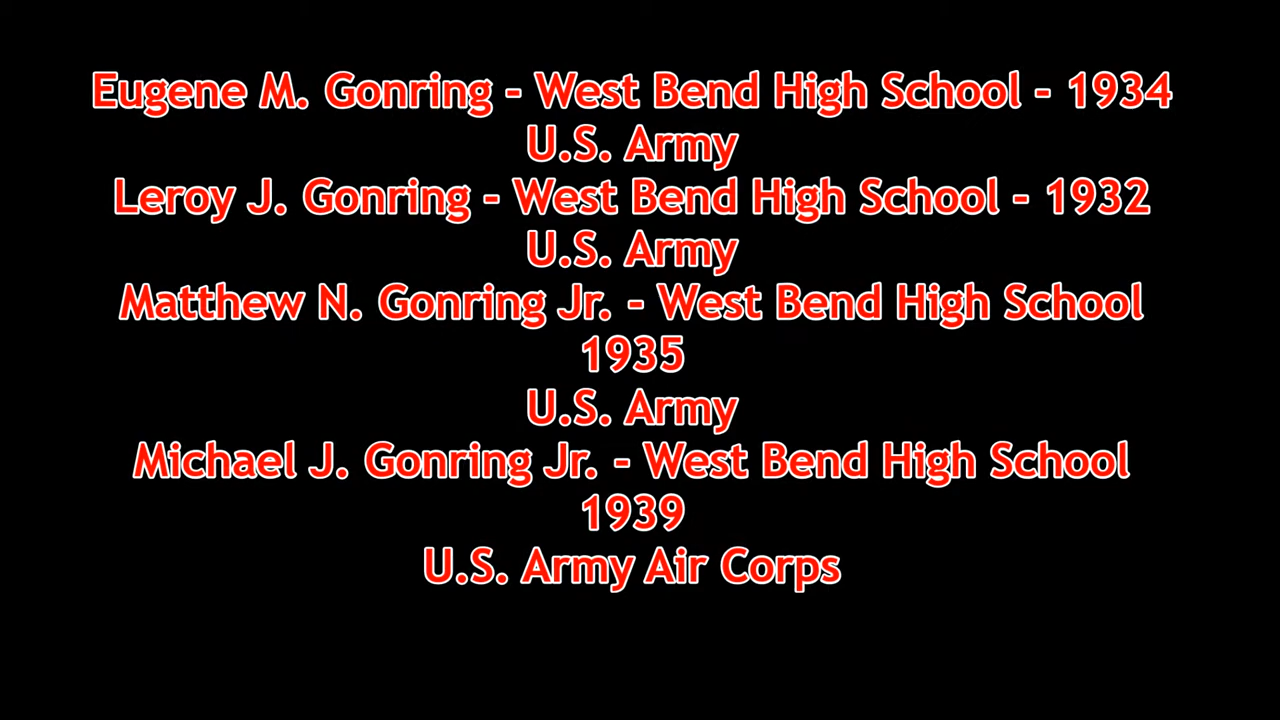 Eugene M. Gonring - West Bend High School - 1934
U.S. Army
Leroy J. Gonring - West Bend High School - 1932
U.S. Army
Matthew N. Gonring Jr. - West Bend High School
1935
U.S. Army
Michael J. Gonring Jr. - West Bend High School
1939
U.S. Army Air Corps